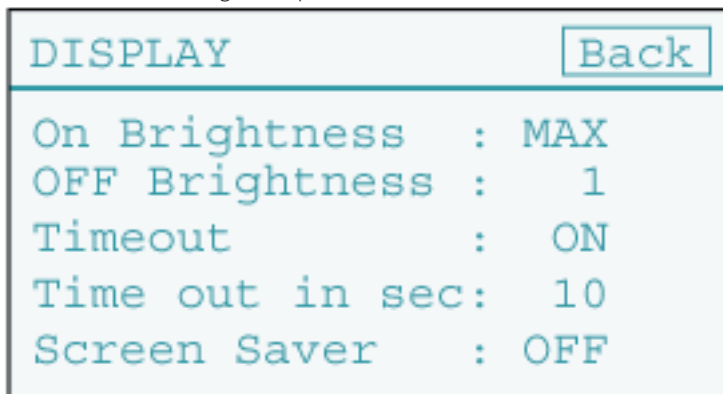 DISPLAY Back
On Brightness : MAX
OFF Brightness : 1
Timeout : ON
Time out in sec: 10
Screen Saver : OFF